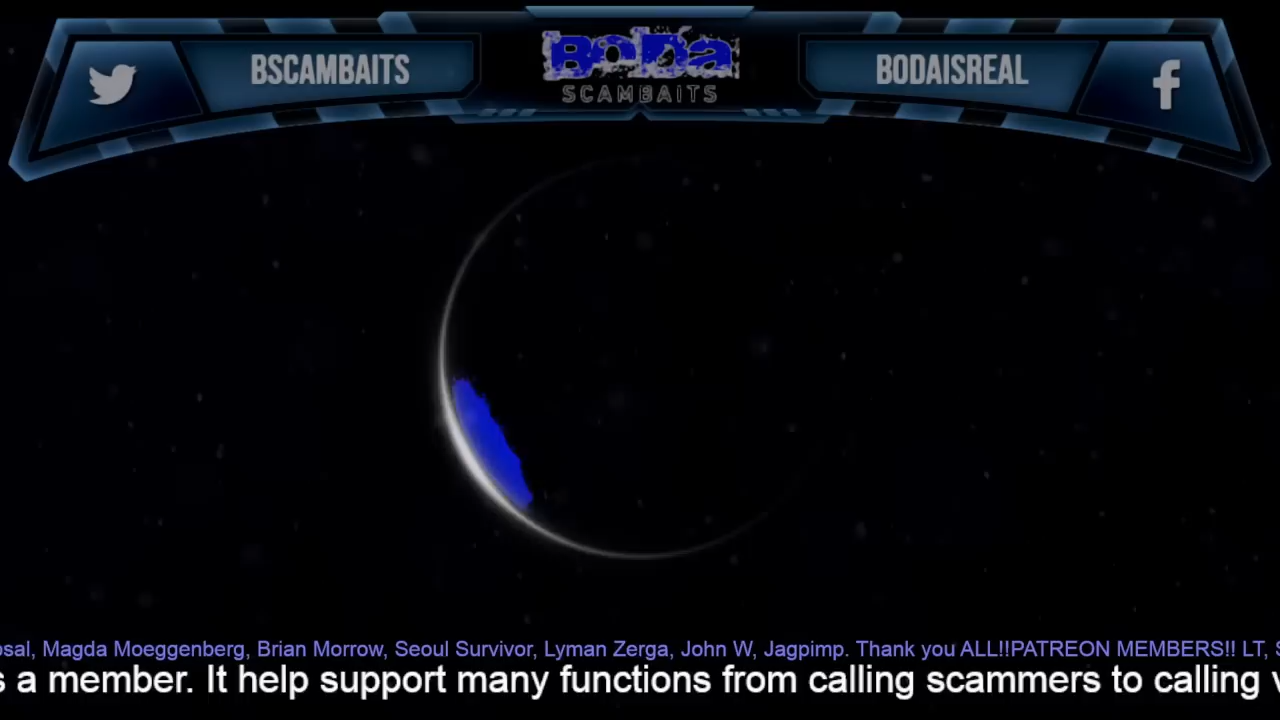 BSCAMBAITS
BODA
SCAMBAITS
BODAISREAL
Magda Moeggenberg, Brian Morrow, Seoul Survivor, Lyman Zerga, John W, Jagpimp. Thank you ALL!!PATREON MEMBERS!! LT,
s a member. It help support many functions from calling scammers to calling